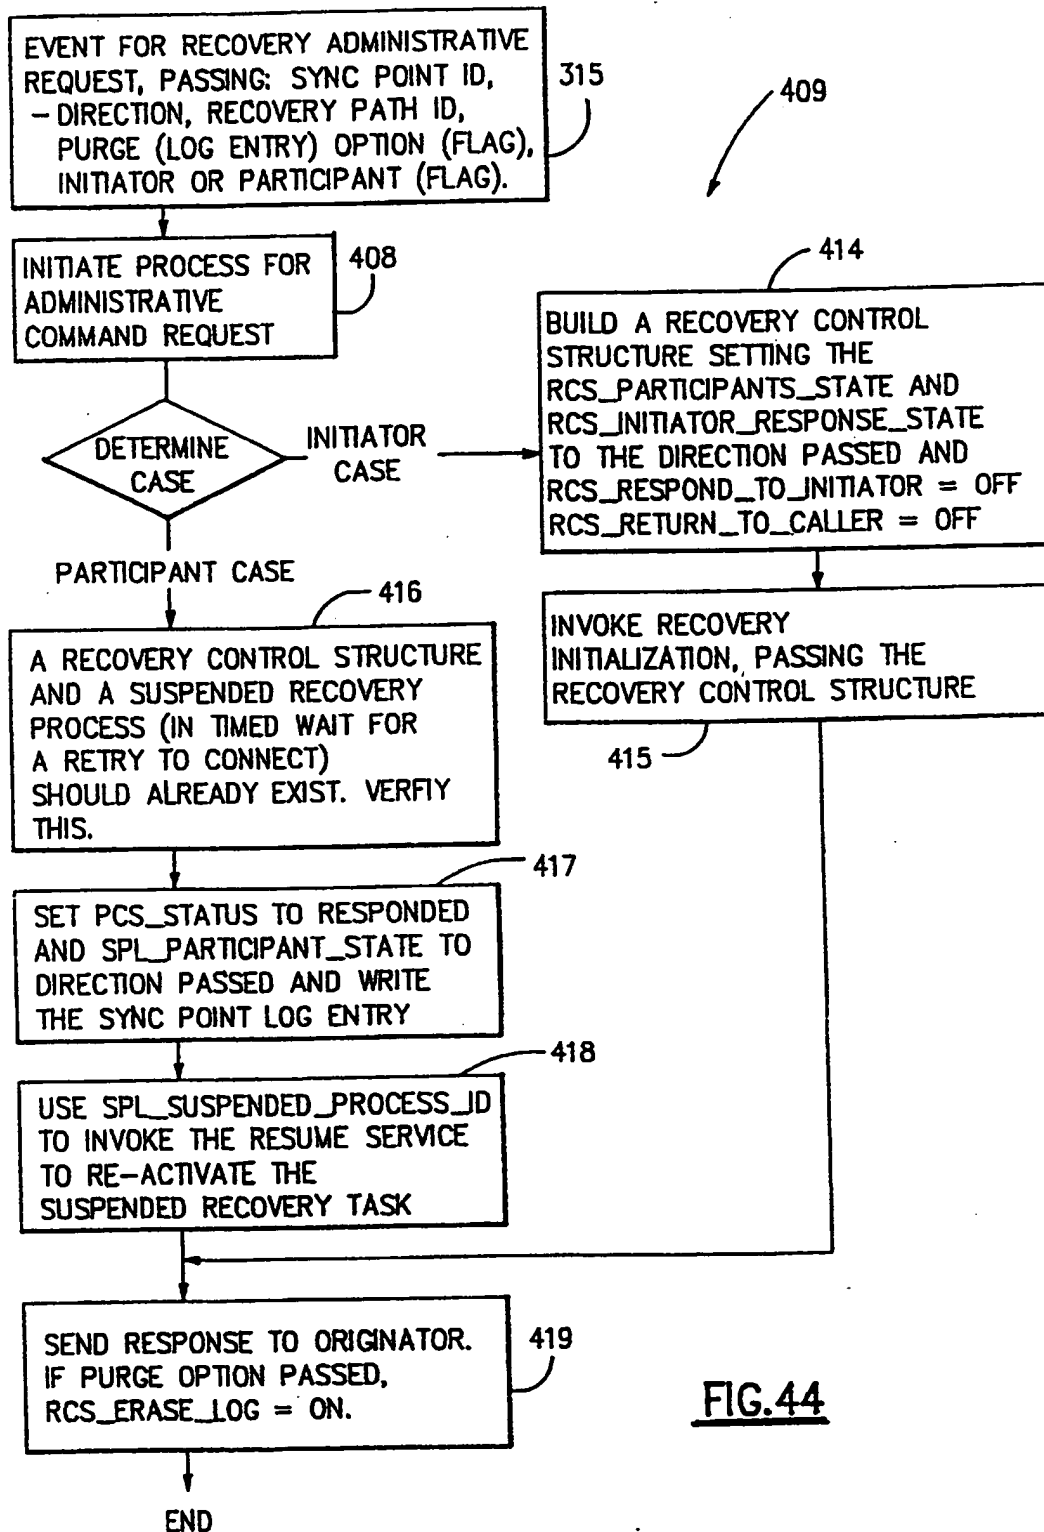 EVENT FOR RECOVERY ADMINISTRATIVE
REQUEST, PASSING: SYNC POINT ID,
- DIRECTION, RECOVERY PATH ID,
PURGE (LOG ENTRY) OPTION (FLAG),
INITIATOR OR PARTICIPANT (FLAG).
315
409
INITIATE PROCESS FOR
ADMINISTRATIVE
COMMAND REQUEST
408
DETERMINE
CASE
INITIATOR
CASE
414
BUILD A RECOVERY CONTROL
STRUCTURE SETTING THE
RCS_PARTICIPANTS_STATE AND
RCS_INITIATOR_RESPONSE_STATE
TO THE DIRECTION PASSED AND
RCS_RESPOND_TO_INITIATOR = OFF
RCS_RETURN_TO_CALLER = OFF
PARTICIPANT CASE
416
A RECOVERY CONTROL STRUCTURE
AND A SUSPENDED RECOVERY
PROCESS (IN TIMED WAIT FOR
A RETRY TO CONNECT)
SHOULD ALREADY EXIST. VERFIY
THIS.
INVOKE RECOVERY
INITIALIZATION, PASSING THE
RECOVERY CONTROL STRUCTURE
415
417
SET PCS_STATUS TO RESPONDED
AND SPL_PARTICIPANT_STATE TO
DIRECTION PASSED AND WRITE
THE SYNC POINT LOG ENTRY
418
USE SPL_SUSPENDED_PROCESS_ID
TO INVOKE THE RESUME SERVICE
TO RE-ACTIVATE THE
SUSPENDED RECOVERY TASK
SEND RESPONSE TO ORIGINATOR.
IF PURGE OPTION PASSED,
RCS_ERASE_LOG = ON.
419
FIG.44
END